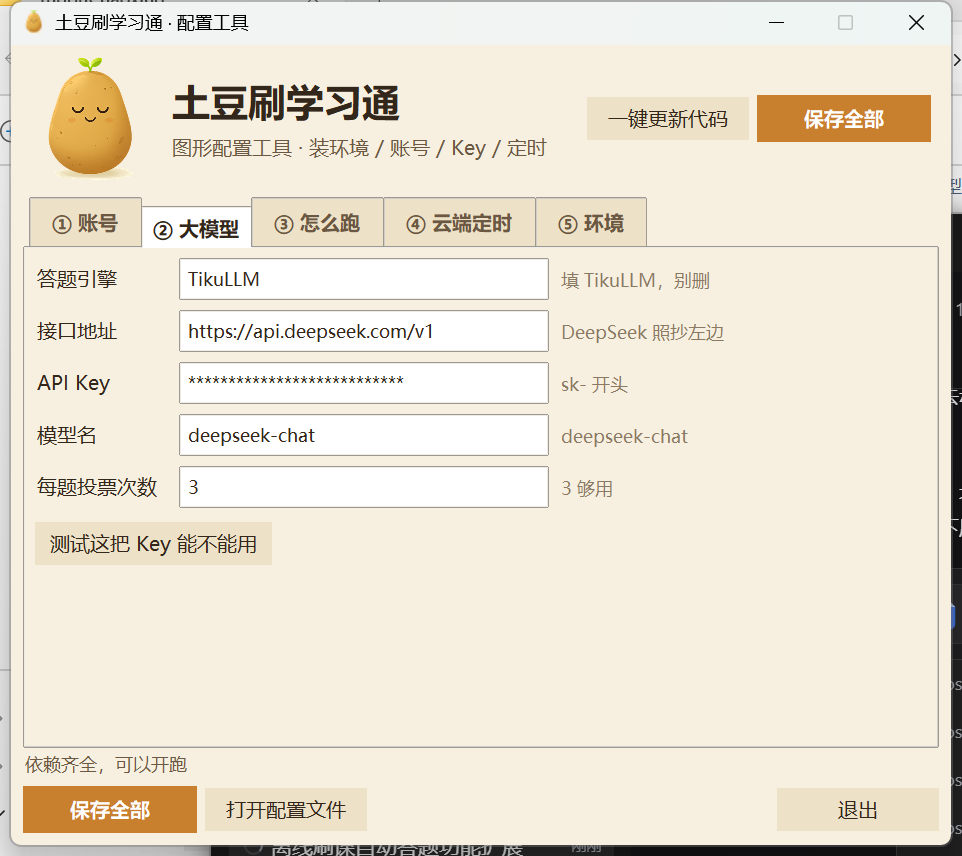 土豆刷学习通 · 配置工具
土豆刷学习通
图形配置工具 · 装环境 / 账号 / Key / 定时
一键更新代码
保存全部
① 账号
② 大模型
③ 怎么跑
④ 云端定时
⑤ 环境
答题引擎 TikuLLM 填 TikuLLM，别删
接口地址 https://api.deepseek.com/v1 DeepSeek 照抄左边
API Key *************************** sk- 开头
模型名 deepseek-chat deepseek-chat
每题投票次数 3 3 够用
测试这把 Key 能不能用
依赖齐全，可以开跑
保存全部
打开配置文件
退出